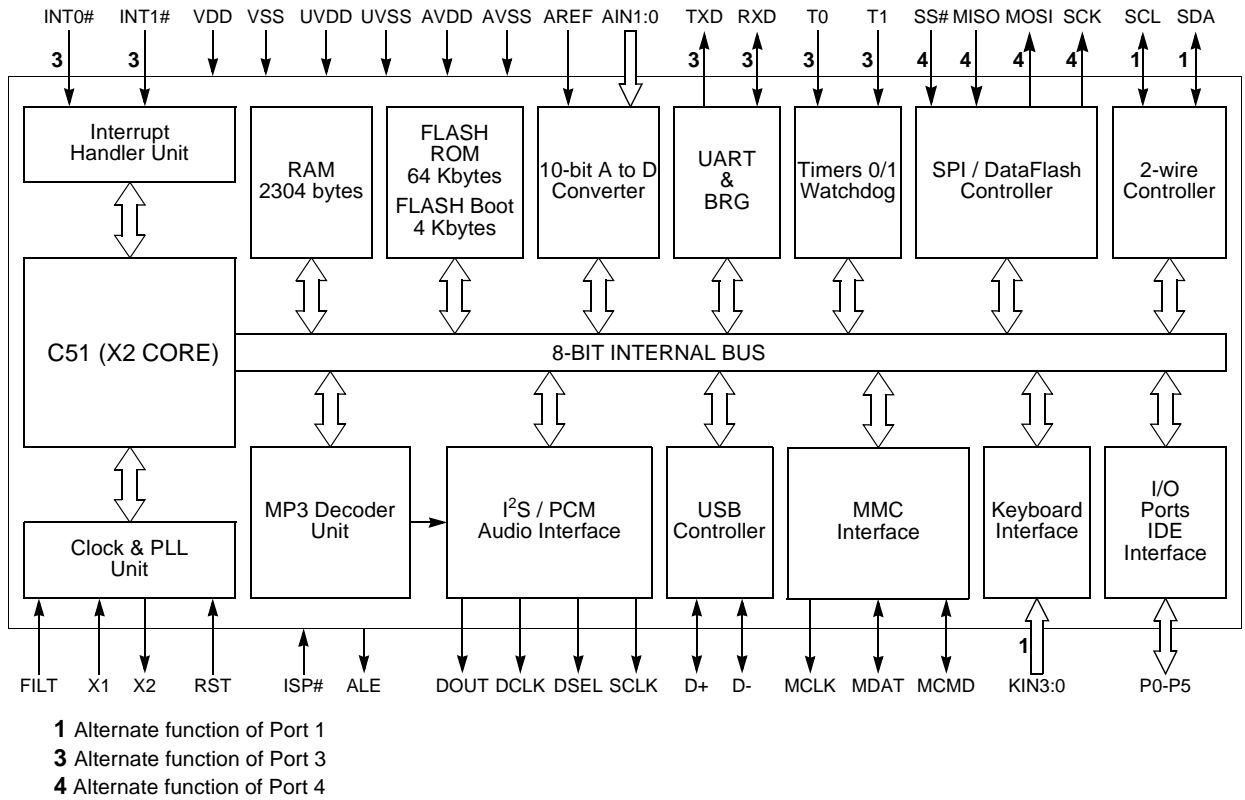 INT0# INT1# VDD VSS UVDD UVSS AVDD AVSS AREF AIN1:0 TXD RXD T0 T1 SS# MISO MOSI SCK SCL SDA
3 3 3 3 3 3 4 4 4 4 1 1
Interrupt
Handler Unit
RAM
2304 bytes
FLASH
ROM
64 Kbytes
FLASH Boot
4 Kbytes
10-bit A to D
Converter
UART
&
BRG
Timers 0/1
Watchdog
SPI / DataFlash
Controller
2-wire
Controller
C51 (X2 CORE)
8-BIT INTERNAL BUS
Clock & PLL
Unit
MP3 Decoder
Unit
I²S / PCM
Audio Interface
USB
Controller
MMC
Interface
Keyboard
Interface
I/O
Ports
IDE
Interface
1
FILT X1 X2 RST ISP# ALE DOUT DCLK DSEL SCLK D+ D- MCLK MDAT MCMD KIN3:0 P0-P5
1 Alternate function of Port 1
3 Alternate function of Port 3
4 Alternate function of Port 4